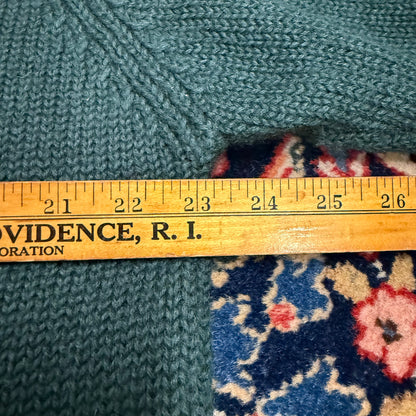 21 22 23 24 25 26
OVIDENCE, R. I.
ORATION